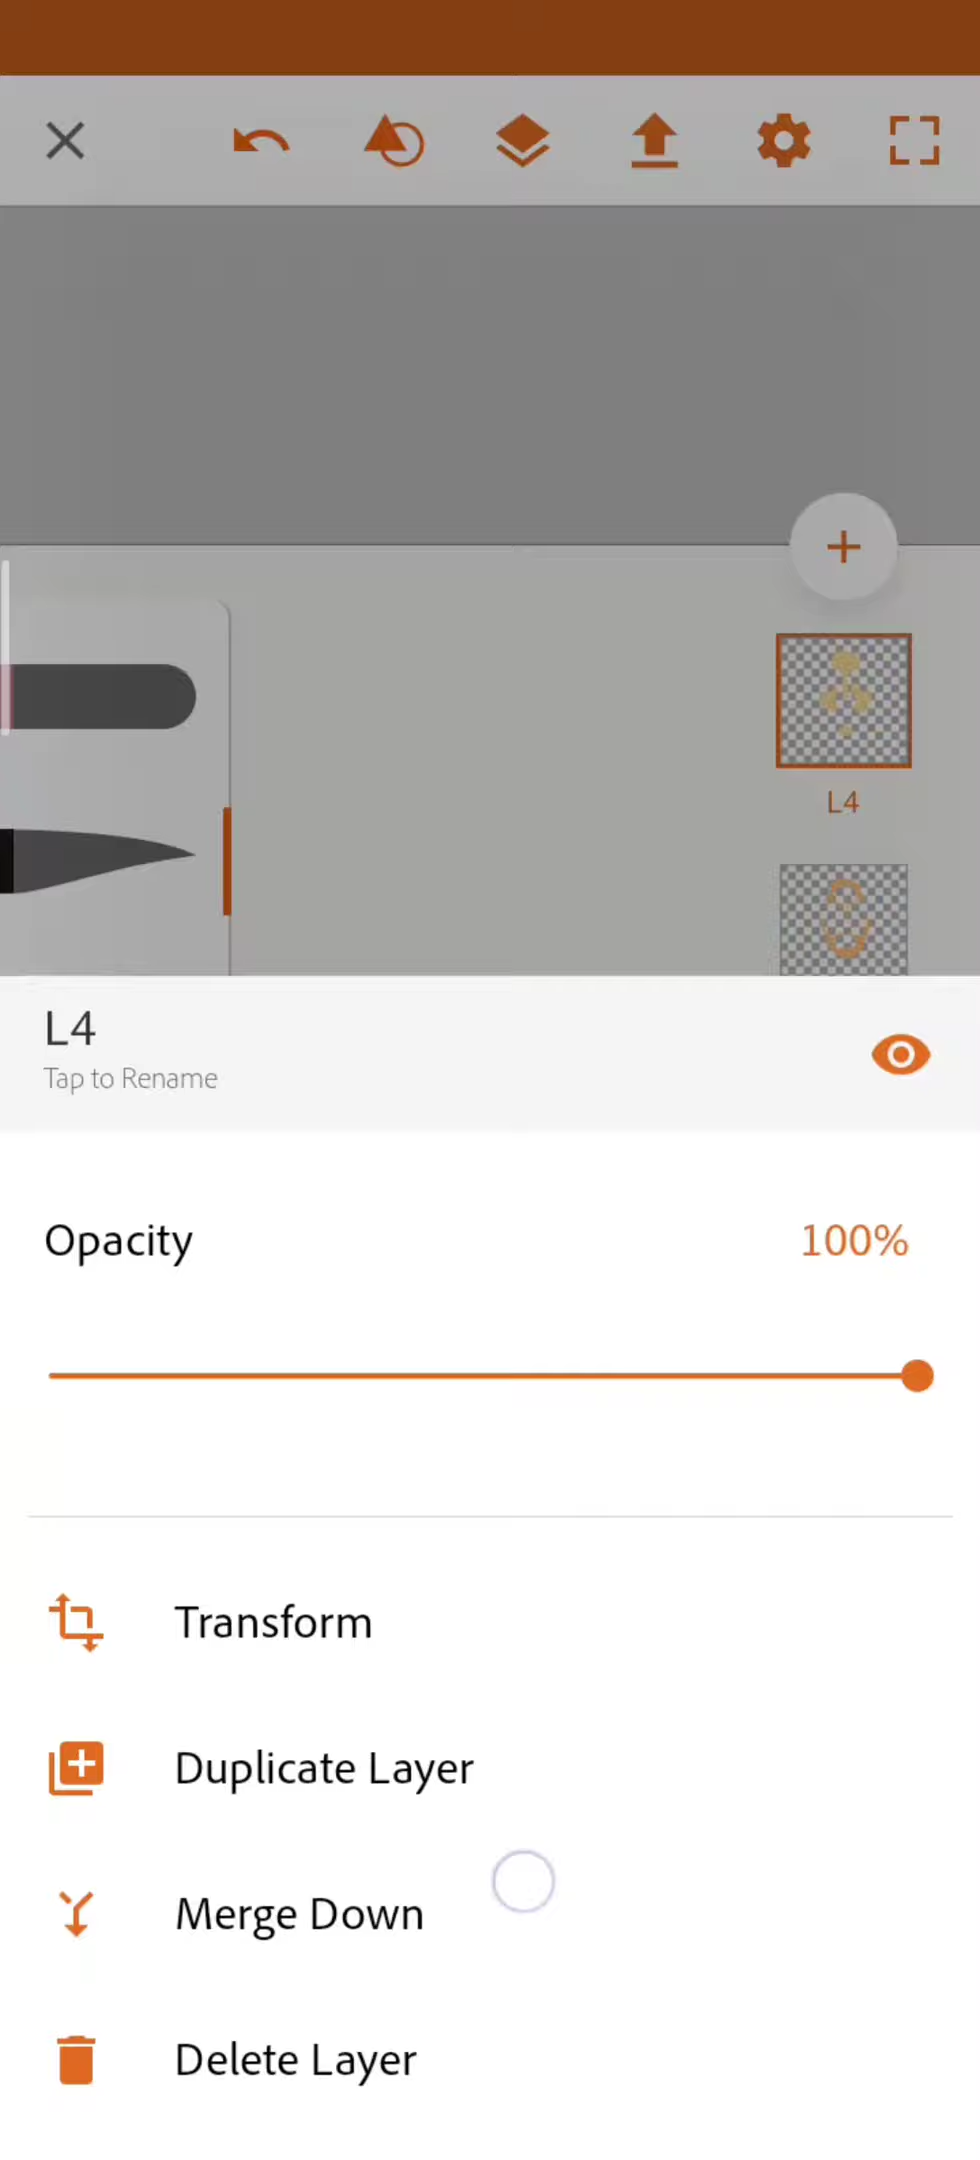 L4
L4
Tap to Rename
Opacity 100%
Transform
Duplicate Layer
Merge Down
Delete Layer